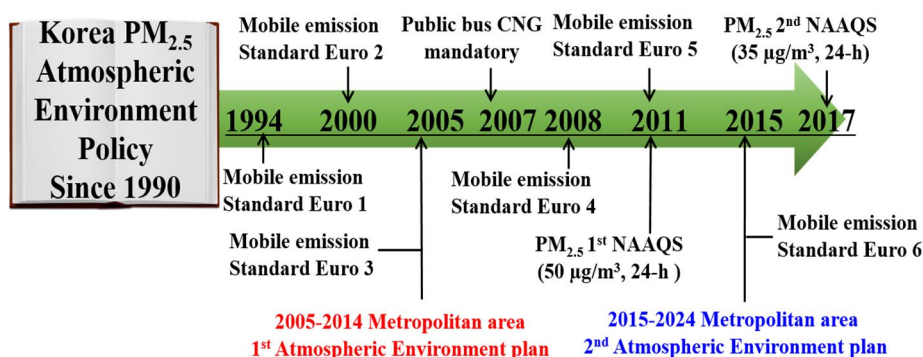 Korea PM2.5
Atmospheric
Environment
Policy
Since 1990
Mobile emission
Standard Euro 2
Public bus CNG
mandatory
Mobile emission
Standard Euro 5
PM2.5 2nd NAAQS
(35 µg/m³, 24-h)
1994 2000 2005 2007 2008 2011 2015 2017
Mobile emission
Standard Euro 1
Mobile emission
Standard Euro 3
Mobile emission
Standard Euro 4
PM2.5 1st NAAQS
(50 µg/m³, 24-h )
Mobile emission
Standard Euro 6
2005-2014 Metropolitan area
1st Atmospheric Environment plan
2015-2024 Metropolitan area
2nd Atmospheric Environment plan